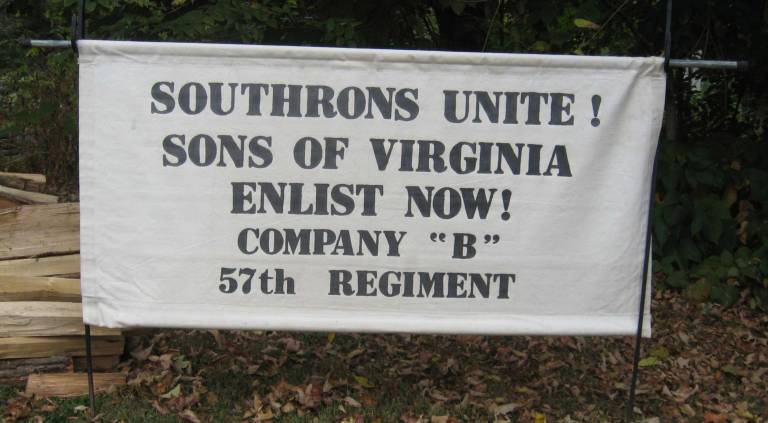 SOUTHRONS UNITE!
SONS OF VIRGINIA
ENLIST NOW!
COMPANY “B”
57th REGIMENT